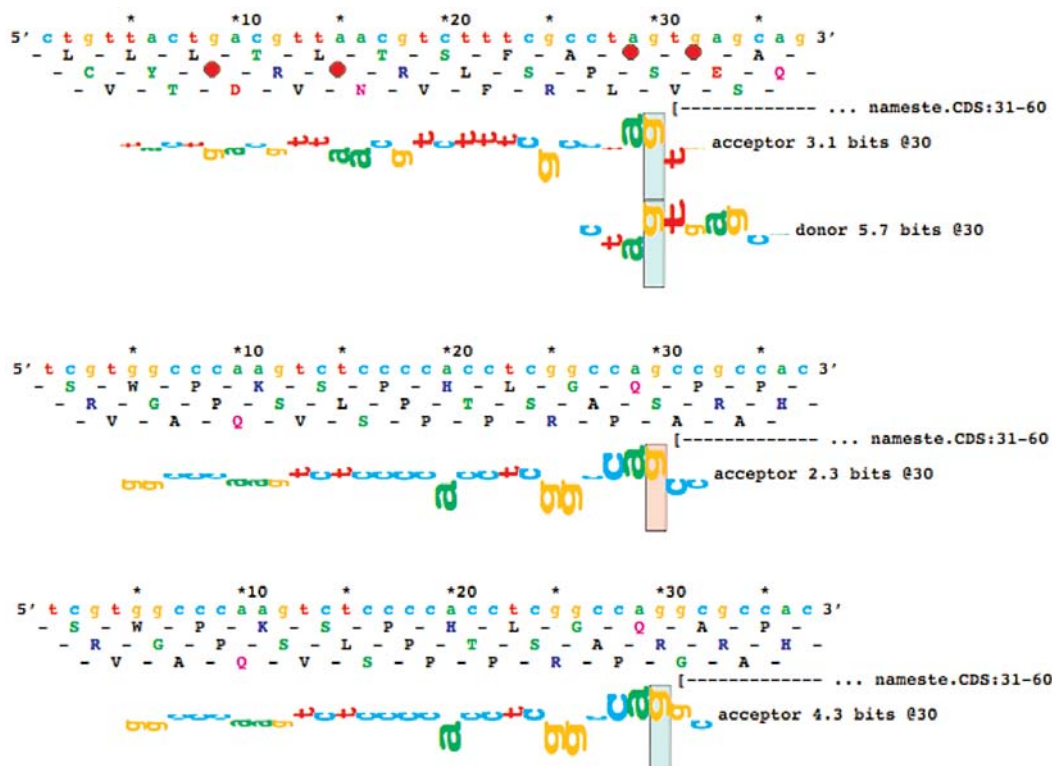 * *10 * *20 * *30 *
5' c t g t t a c t g a c g t t a a c g t c t t t c g c c t a g t g a g c a g 3'
- L - L - L - T - L - T - S - F - A - - - A -
- C - Y - - R - - R - L - S - P - S - E - Q -
- V - T - D - V - N - V - F - R - L - V - S -
[------------- ... nameste.CDS:31-60
t a c t g a c g t t a a c g t c t t t c g c c t a g t acceptor 3.1 bits @30
c t a g t g a g c donor 5.7 bits @30
* *10 * *20 * *30 *
5' t c g t g g c c c a a g t c t c c c c a c c t c g g c c a g c c g c c a c 3'
- S - W - P - K - S - P - H - L - G - Q - P - P -
- R - G - P - S - L - P - T - S - A - S - R - H -
- V - A - Q - V - S - P - P - R - P - A - A -
[------------- ... nameste.CDS:31-60
g g c c c a a g t c t c c c c a c c t c g g c c a g c c acceptor 2.3 bits @30
* *10 * *20 * *30 *
5' t c g t g g c c c a a g t c t c c c c a c c t c g g c c a g g c g c c a c 3'
- S - W - P - K - S - P - H - L - G - Q - A - P -
- R - G - P - S - L - P - T - S - A - R - R - H -
- V - A - Q - V - S - P - P - R - P - G - A -
[------------- ... nameste.CDS:31-60
g g c c c a a g t c t c c c c a c c t c g g c c a g g c acceptor 4.3 bits @30